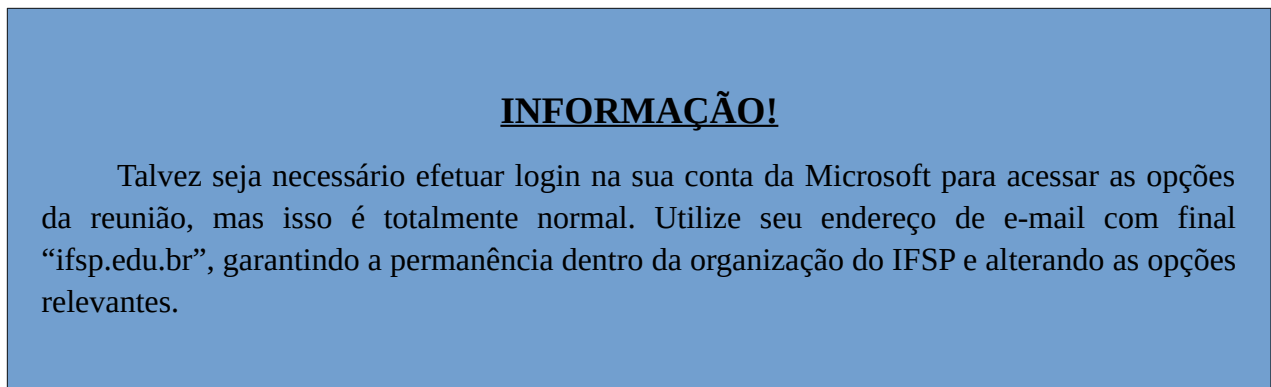 INFORMAÇÃO!
Talvez seja necessário efetuar login na sua conta da Microsoft para acessar as opções
da reunião, mas isso é totalmente normal. Utilize seu endereço de e-mail com final
“ifsp.edu.br”, garantindo a permanência dentro da organização do IFSP e alterando as opções
relevantes.